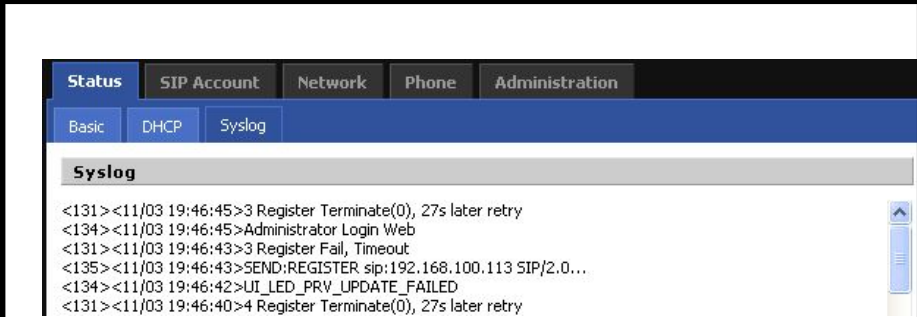 Status SIP Account Network Phone Administration
Basic DHCP Syslog
Syslog
<131><11/03 19:46:45>3 Register Terminate(0), 27s later retry
<134><11/03 19:46:45>Administrator Login Web
<131><11/03 19:46:43>3 Register Fail, Timeout
<135><11/03 19:46:43>SEND:REGISTER sip:192.168.100.113 SIP/2.0...
<134><11/03 19:46:42>UI_LED_PRV_UPDATE_FAILED
<131><11/03 19:46:40>4 Register Terminate(0), 27s later retry